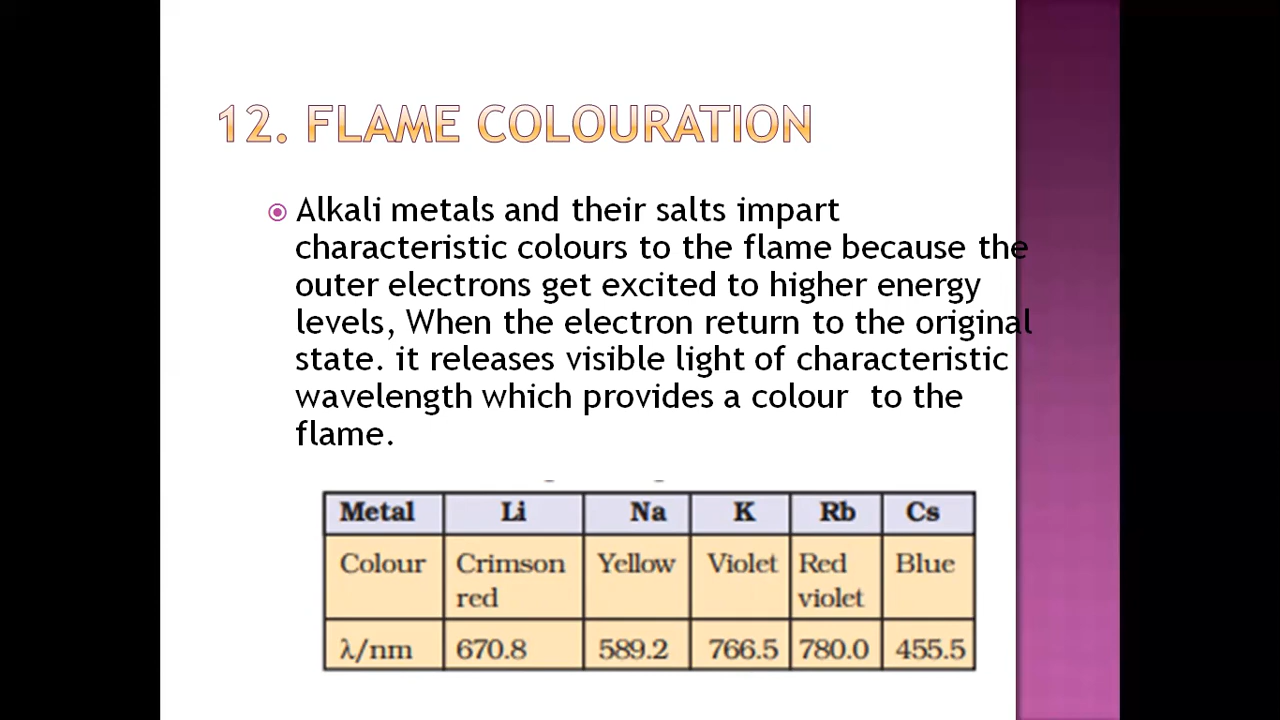 12. FLAME COLOURATION
Alkali metals and their salts impart
characteristic colours to the flame because the
outer electrons get excited to higher energy
levels, When the electron return to the original
state. it releases visible light of characteristic
wavelength which provides a colour to the
flame.
Metal Li Na K Rb Cs
Colour Crimson red Yellow Violet Red violet Blue
λ/nm 670.8 589.2 766.5 780.0 455.5